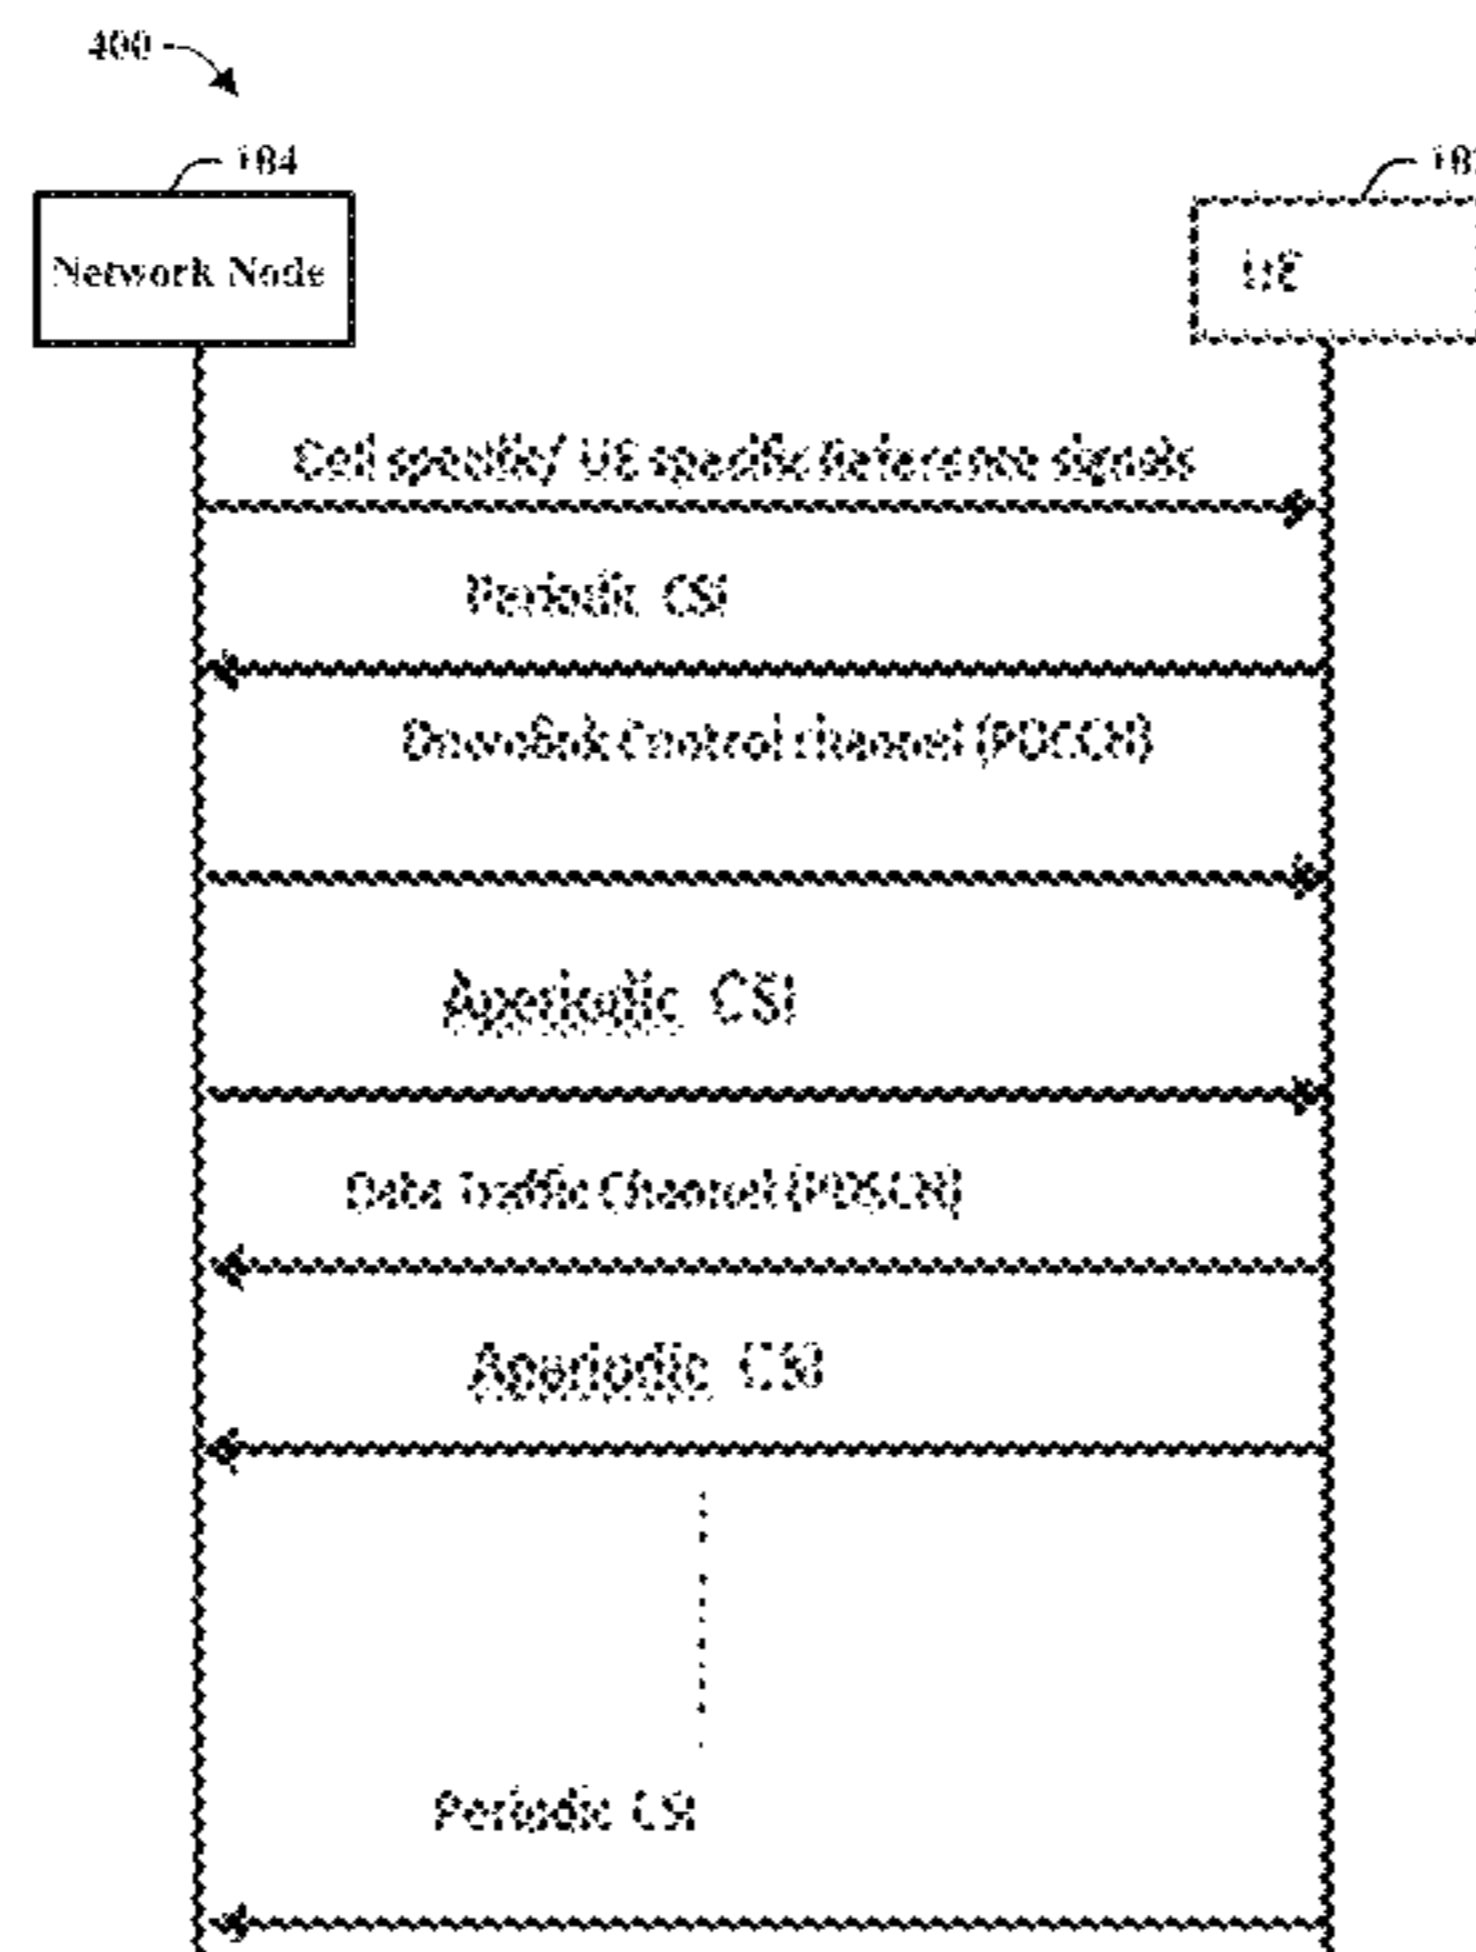 400
104
Network Node
UE
Cell specific/ UE specific Reference signals
Periodic CSI
Downlink Control channel (PDCCH)
Aperiodic CSI
Data Traffic Channel (PDSCH)
Aperiodic CSI
Periodic CSI